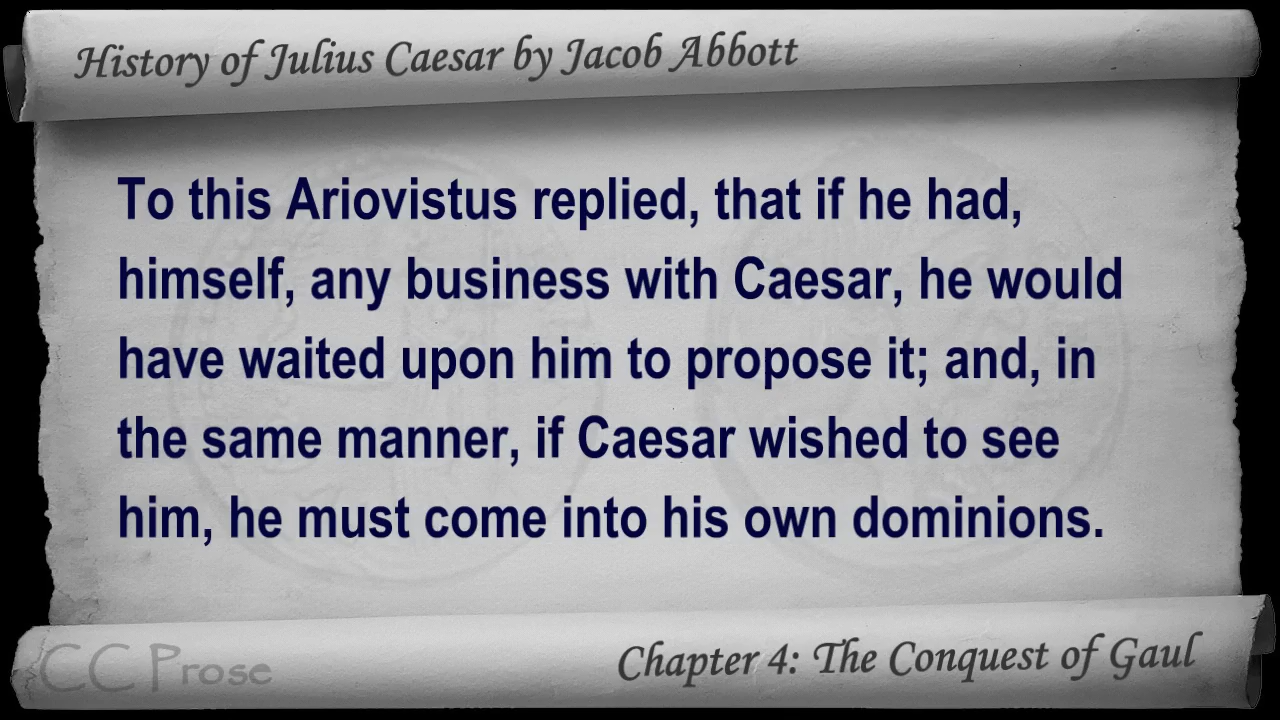 History of Julius Caesar by Jacob Abbott
To this Ariovistus replied, that if he had,
himself, any business with Caesar, he would
have waited upon him to propose it; and, in
the same manner, if Caesar wished to see
him, he must come into his own dominions.
CC Prose
Chapter 4: The Conquest of Gaul